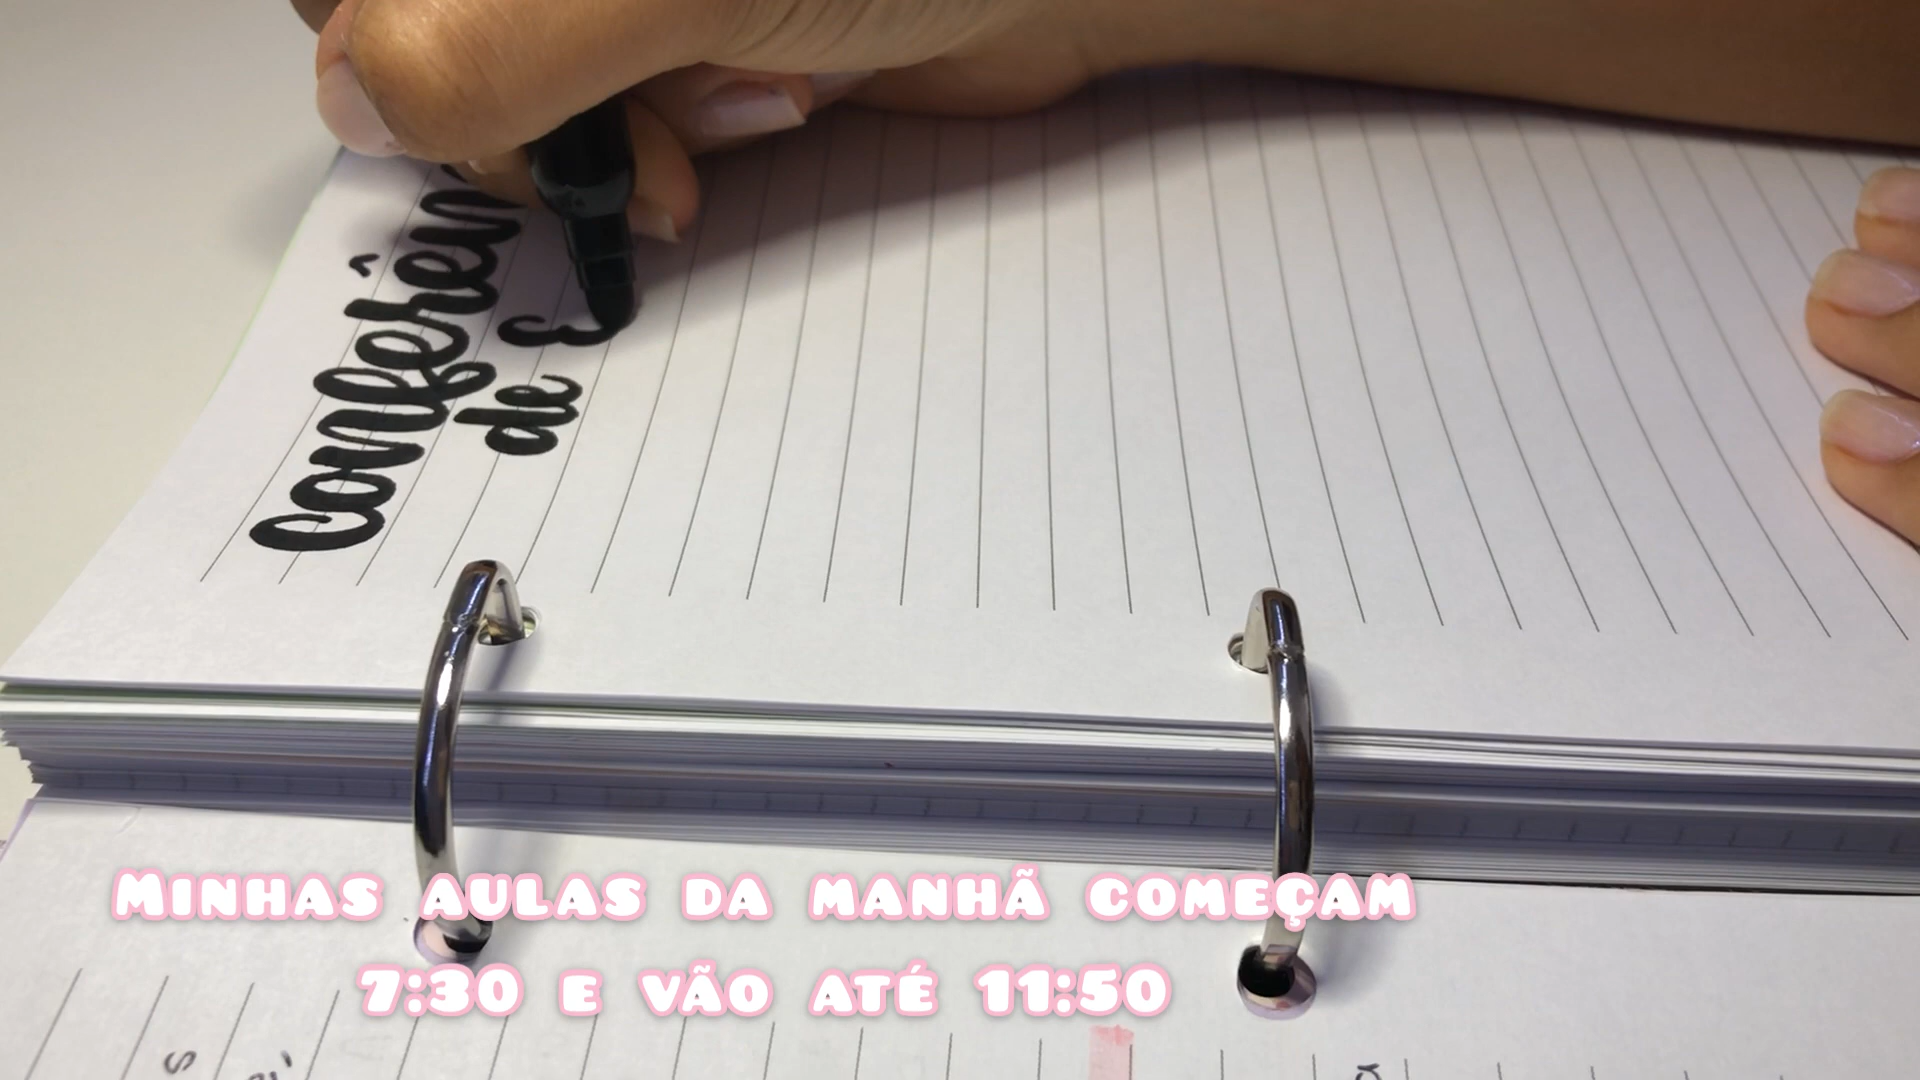 Conferên
de E
MINHAS AULAS DA MANHÃ COMEÇAM
7:30 E VÃO ATÉ 11:50